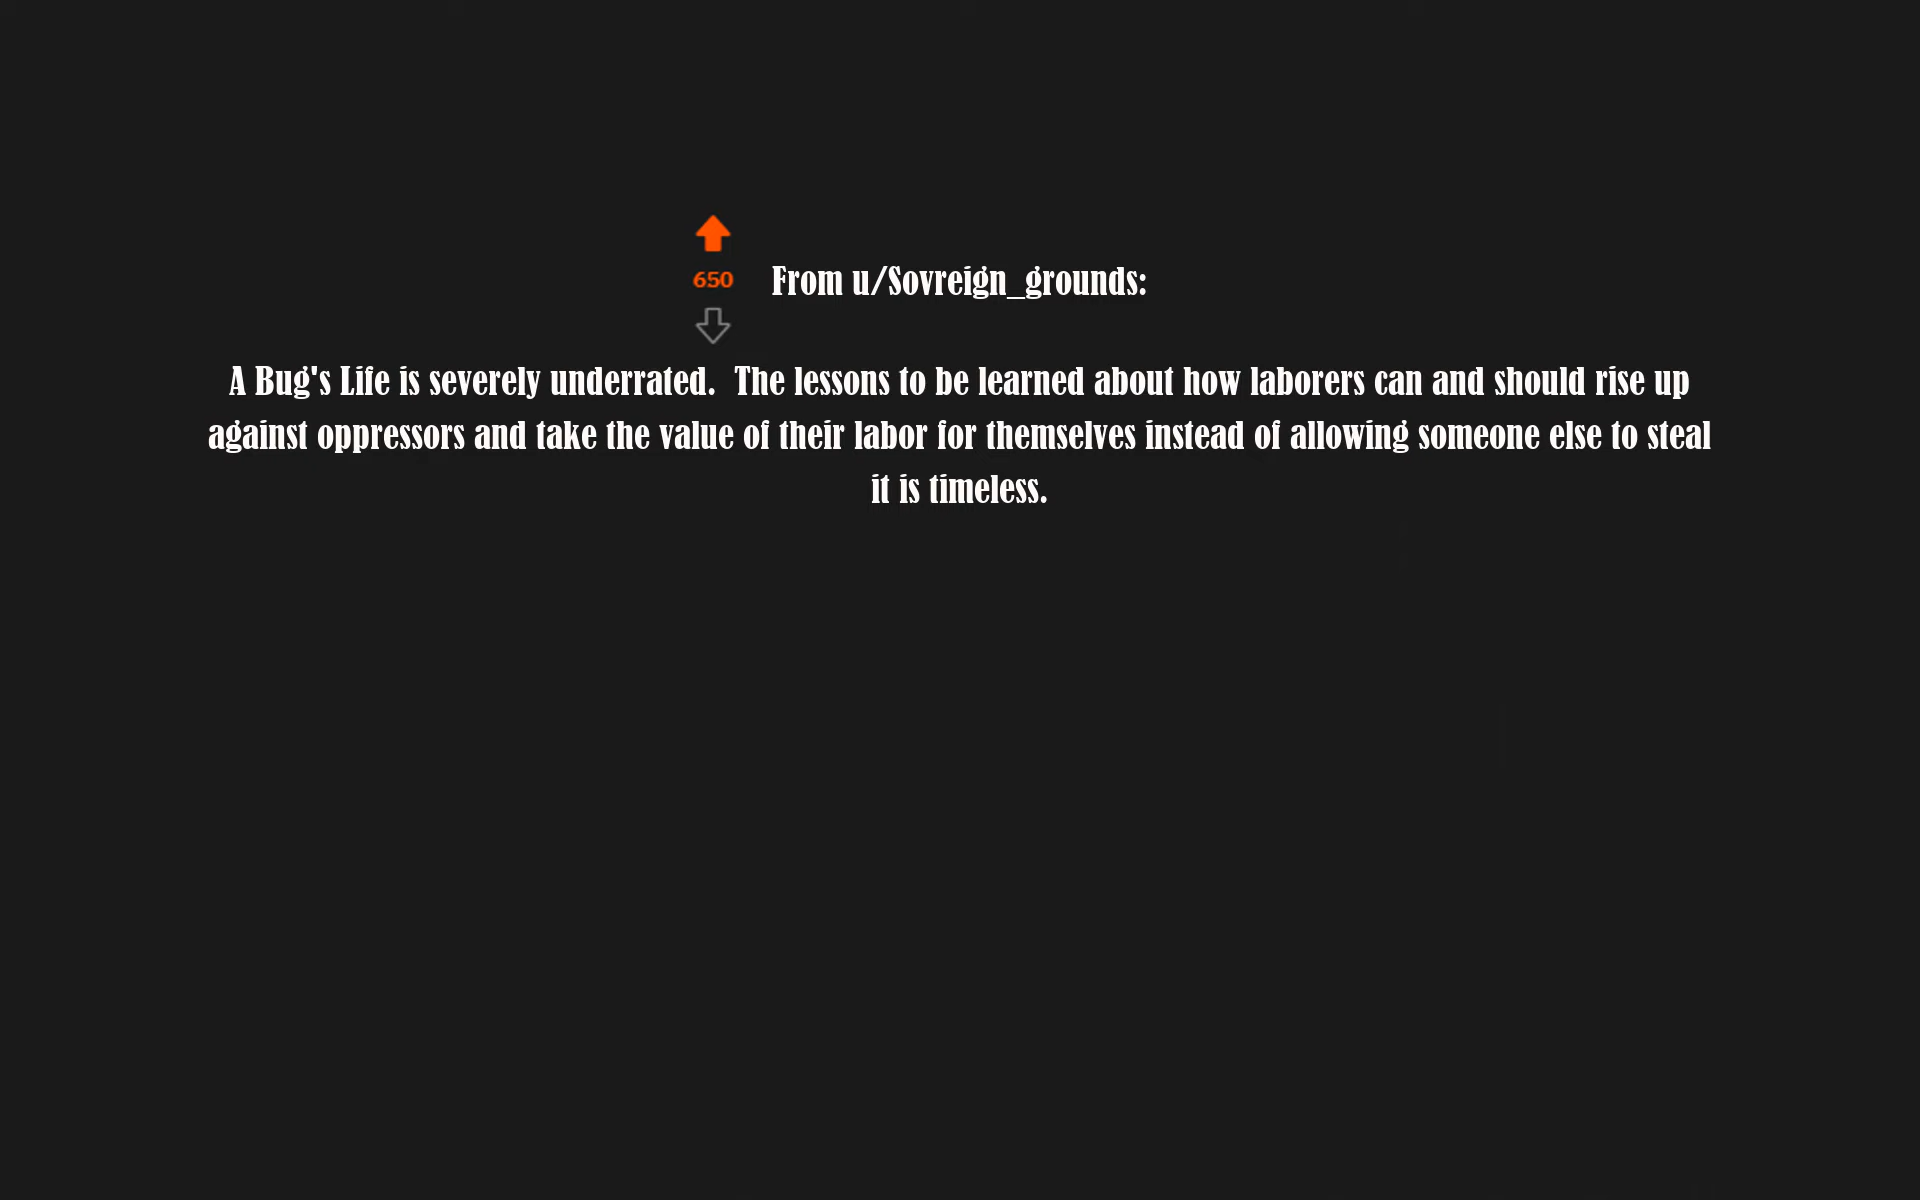 650
From u/Sovreign_grounds:
A Bug's Life is severely underrated.  The lessons to be learned about how laborers can and should rise up
against oppressors and take the value of their labor for themselves instead of allowing someone else to steal
it is timeless.